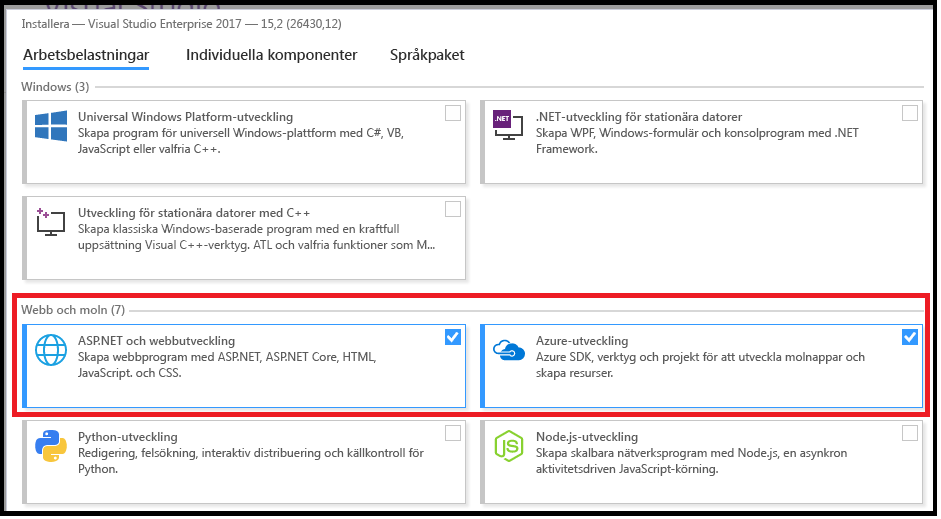 Installera — Visual Studio Enterprise 2017 — 15,2 (26430,12)
Arbetsbelastningar Individuella komponenter Språkpaket
Windows (3)
Universal Windows Platform-utveckling
Skapa program för universell Windows-plattform med C#, VB,
JavaScript eller valfria C++.
.NET
.NET-utveckling för stationära datorer
Skapa WPF, Windows-formulär och konsolprogram med .NET
Framework.
Utveckling för stationära datorer med C++
Skapa klassiska Windows-baserade program med en kraftfull
uppsättning Visual C++-verktyg. ATL och valfria funktioner som M...
Webb och moln (7)
ASP.NET och webbutveckling
Skapa webbprogram med ASP.NET, ASP.NET Core, HTML,
JavaScript. och CSS.
Azure-utveckling
Azure SDK, verktyg och projekt för att utveckla molnappar och
skapa resurser.
Python-utveckling
Redigering, felsökning, interaktiv distribuering och källkontroll för
Python.
JS
Node.js-utveckling
Skapa skalbara nätverksprogram med Node.js, en asynkron
aktivitetsdriven JavaScript-körning.